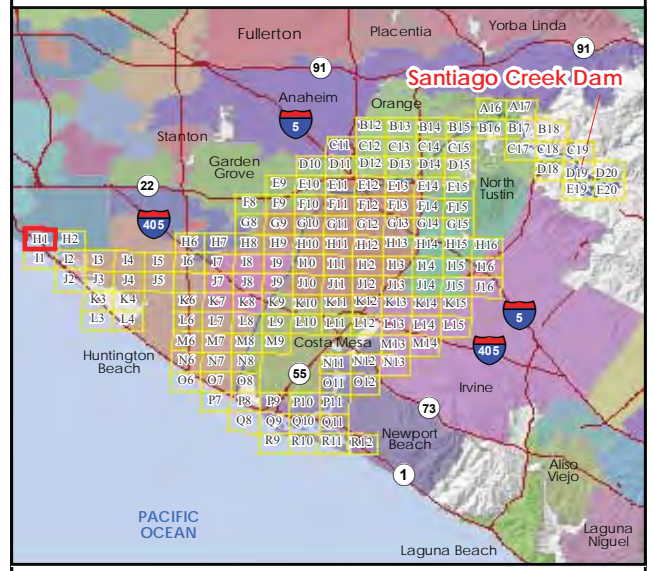 Yorba Linda
Placentia
Fullerton
91
91
Santiago Creek Dam
Anaheim
Orange
A16 A17
5
B12 B13 B14 B15 B16 B17 B18
Stanton
C11 C12 C13 C14 C15 C17 C18 C19
Garden
Grove
D10 D11 D12 D13 D14 D15 D18 D19 D20
22
E9 E10 E11 E12 E13 E14 E15 E19 E20
North
Tustin
F8 F9 F10 F11 F12 F13 F14 F15
405
G8 G9 G10 G11 G12 G13 G14 G15
H1 H2 H6 H7 H8 H9 H10 H11 H12 H13 H14 H15 H16
I1 I2 I3 I4 I5 I6 I7 I8 I9 I10 I11 I12 I13 I14 I15 I16
J2 J3 J4 J5 J7 J8 J9 J10 J11 J12 J13 J14 J15 J16
K3 K4 K6 K7 K8 K9 K10 K11 K12 K13 K14 K15
5
L3 L4 L6 L7 L8 L9 L10 L11 L12 L13 L14 L15
M6 M7 M8 M9 Costa Mesa M13 M14
405
Huntington
Beach
N6 N7 N8 N11 N12 N13
55
O6 O7 O8 O11 O12
Irvine
P7 P8 P9 P10 P11
73
Q8 Q9 Q10 Q11
Newport
Beach
R9 R10 R11 R12
1
Aliso
Viejo
PACIFIC
OCEAN
Laguna
Niguel
Laguna Beach